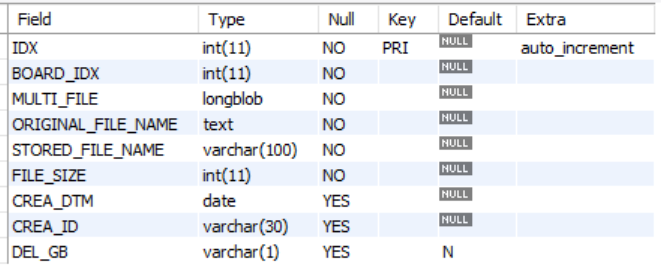 Field Type Null Key Default Extra
IDX int(11) NO PRI NULL auto_increment
BOARD_IDX int(11) NO NULL
MULTI_FILE longblob NO NULL
ORIGINAL_FILE_NAME text NO NULL
STORED_FILE_NAME varchar(100) NO NULL
FILE_SIZE int(11) NO NULL
CREA_DTM date YES NULL
CREA_ID varchar(30) YES NULL
DEL_GB varchar(1) YES N